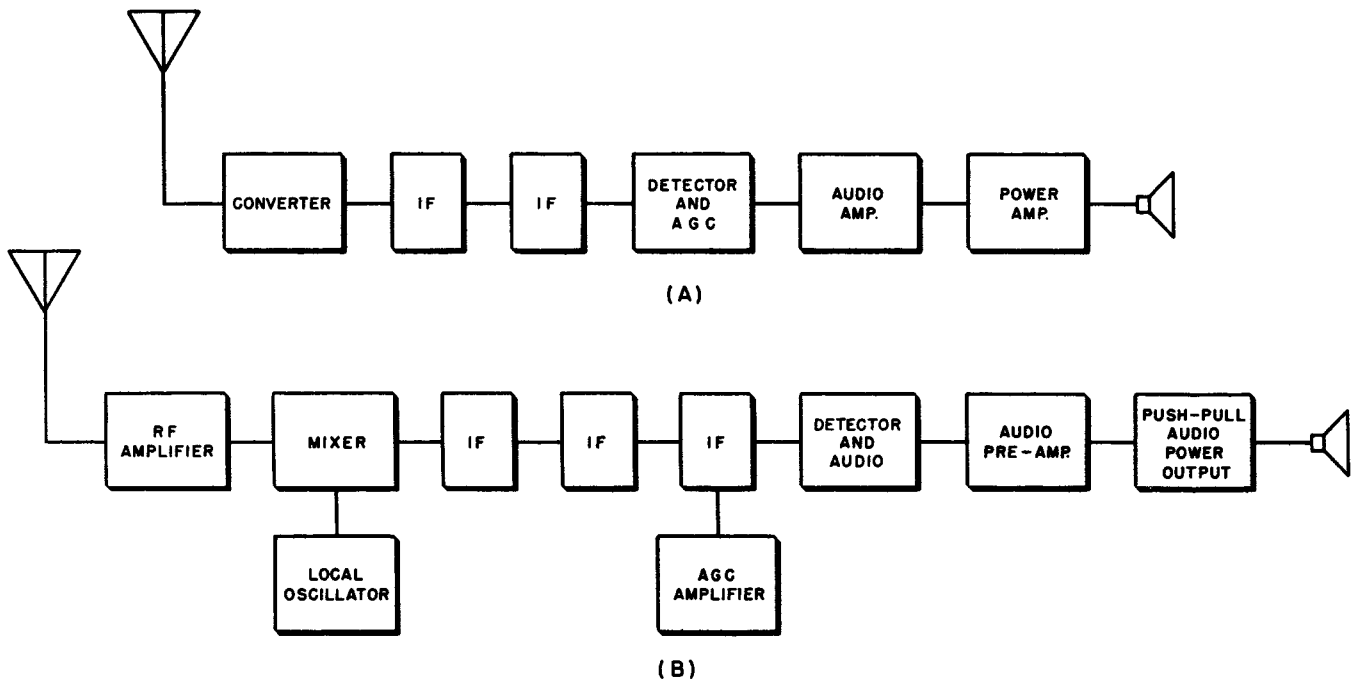 CONVERTER
IF
IF
DETECTOR
AND
AGC
AUDIO
AMP.
POWER
AMP.
(A)
RF
AMPLIFIER
MIXER
IF
IF
IF
DETECTOR
AND
AUDIO
AUDIO
PRE-AMP.
PUSH-PULL
AUDIO
POWER
OUTPUT
LOCAL
OSCILLATOR
AGC
AMPLIFIER
(B)